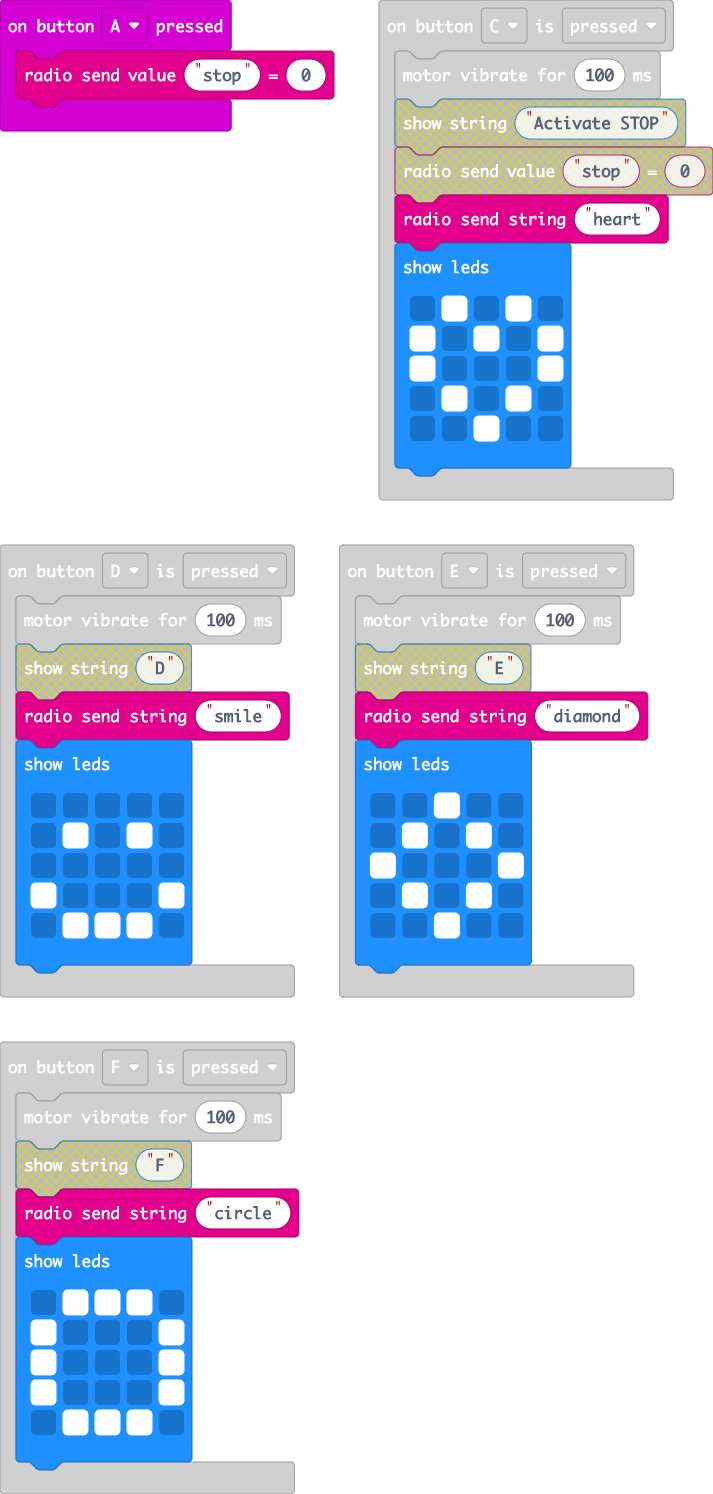 on button A pressed
radio send value "stop" = 0
on button C is pressed
motor vibrate for 100 ms
show string "Activate STOP"
radio send value "stop" = 0
radio send string "heart"
show leds
on button D is pressed
motor vibrate for 100 ms
show string "D"
radio send string "smile"
show leds
on button E is pressed
motor vibrate for 100 ms
show string "E"
radio send string "diamond"
show leds
on button F is pressed
motor vibrate for 100 ms
show string "F"
radio send string "circle"
show leds